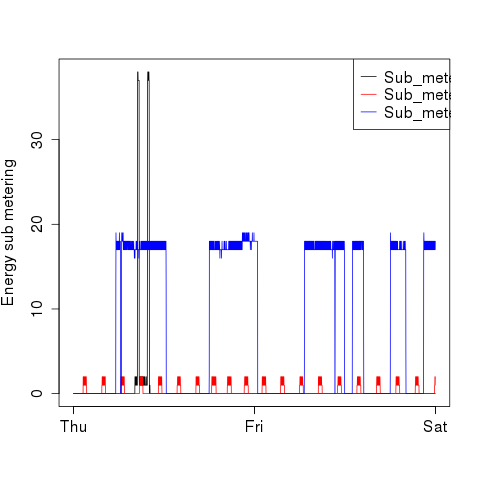 Sub_mete
Sub_mete
Sub_mete
Energy sub metering
30
20
10
0
Thu Fri Sat